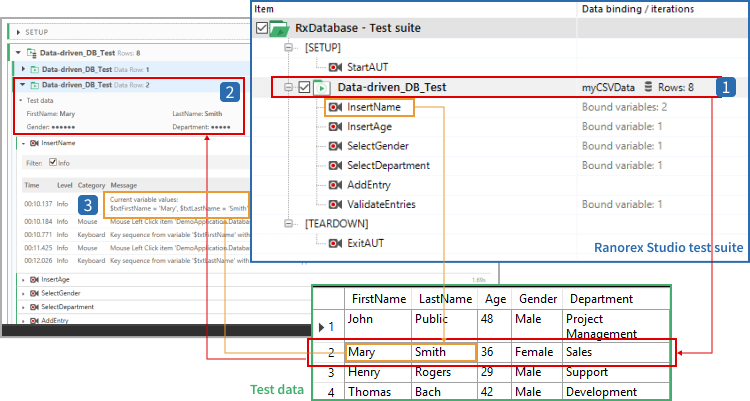 SETUP
Data-driven_DB_Test Rows: 8
Data-driven_DB_Test Data Row: 1
Data-driven_DB_Test Data Row: 2
2
Test data
FirstName: Mary LastName: Smith
Gender: ●●●●●● Department: ●●●●●
InsertName
Filter: Info
Time Level Category Message
3
Current variable values:
00:10.137 Info $txtFirstName = 'Mary', $txtLastName = 'Smith'
00:10.184 Info Mouse Mouse Left Click item 'DemoApplication.Databas
00:10.771 Info Keyboard Key sequence from variable '$txtFirstName' with
00:11.425 Info Mouse Mouse Left Click item 'DemoApplication.Databas
00:12.026 Info Keyboard Key sequence from variable '$txtLastName' with
InsertAge 1.69s
SelectGender
SelectDepartment
AddEntry
Item Data binding / iterations
RxDatabase - Test suite
[SETUP]
StartAUT
Data-driven_DB_Test myCSVData Rows: 8
1
InsertName Bound variables: 2
InsertAge Bound variable: 1
SelectGender Bound variable: 1
SelectDepartment Bound variable: 1
AddEntry
ValidateEntries Bound variable: 1
[TEARDOWN]
ExitAUT
Ranorex Studio test suite
FirstName LastName Age Gender Department
1 John Public 48 Male Project
Management
2 Mary Smith 36 Female Sales
3 Henry Rogers 29 Male Support
4 Thomas Bach 42 Male Development
Test data